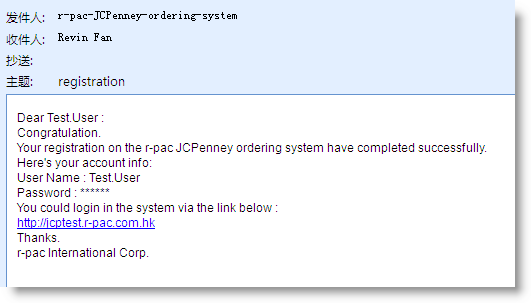 发件人: r-pac-JCPenney-ordering-system
收件人: Revin Fan
抄送:
主题: registration
Dear Test.User :
Congratulation.
Your registration on the r-pac JCPenney ordering system have completed successfully.
Here's your account info:
User Name : Test.User
Password : ******
You could login in the system via the link below :
http://jcptest.r-pac.com.hk
Thanks.
r-pac International Corp.